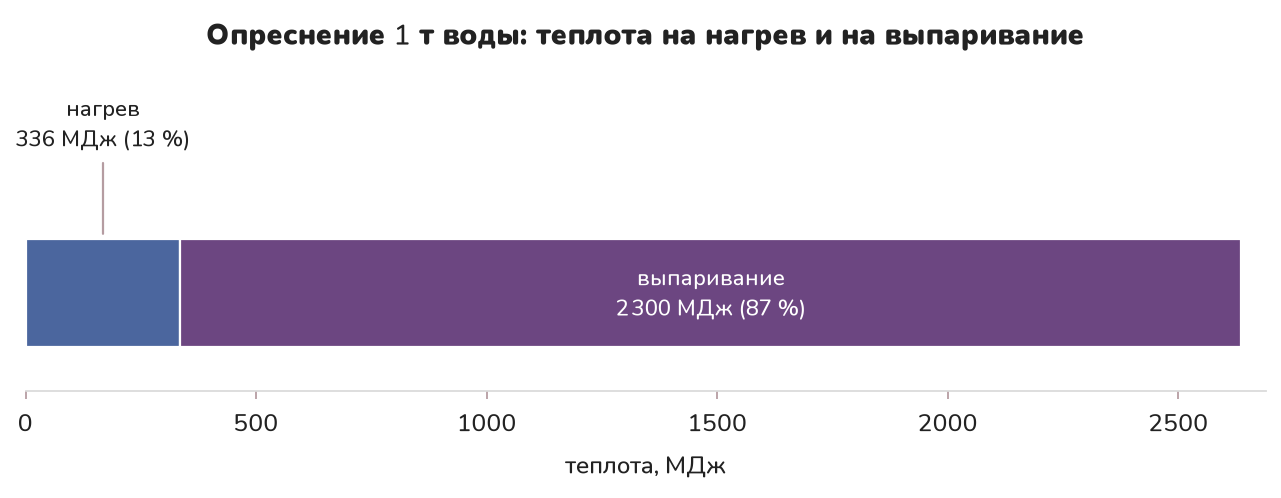 Опреснение 1 т воды: теплота на нагрев и на выпаривание
нагрев
336 МДж (13 %)
выпаривание
2300 МДж (87 %)
0 500 1000 1500 2000 2500
теплота, МДж